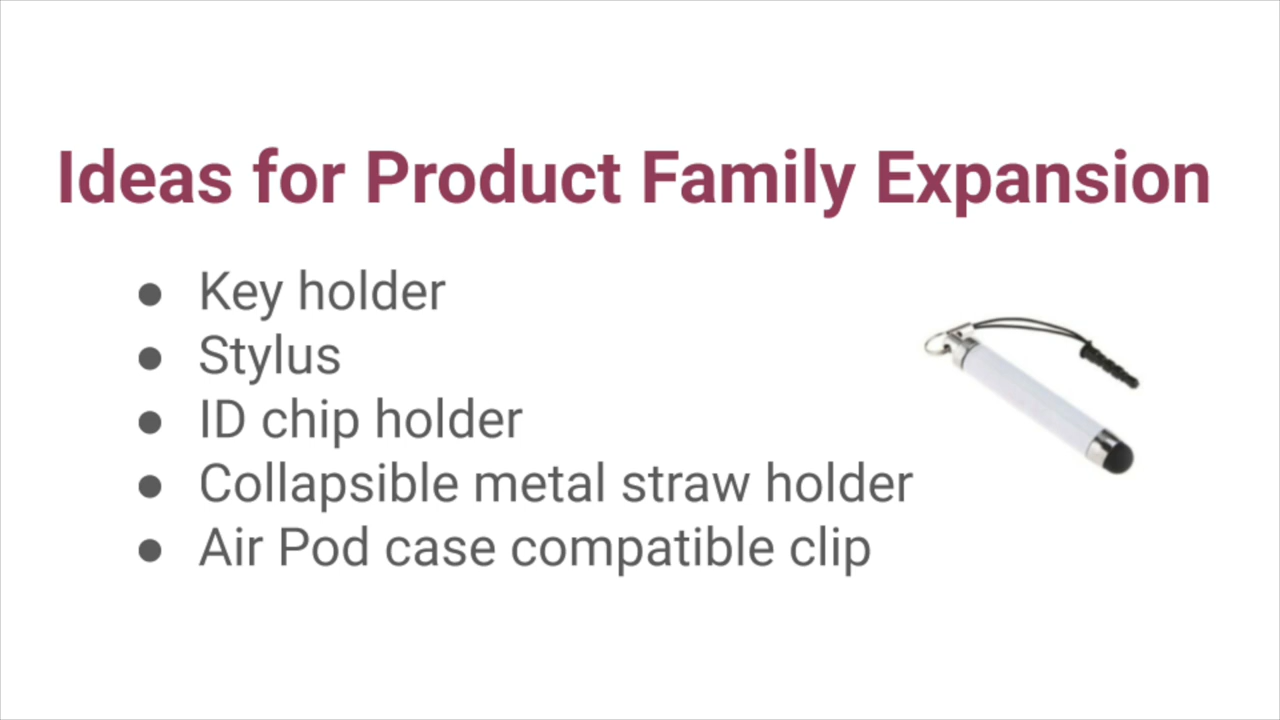 Ideas for Product Family Expansion
● Key holder
● Stylus
● ID chip holder
● Collapsible metal straw holder
● Air Pod case compatible clip